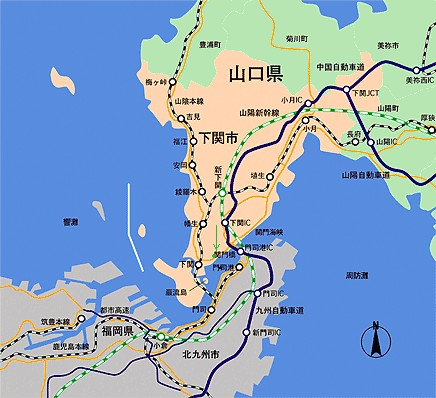 菊川町
豊浦町
美祢市
中国自動車道
美祢西IC
梅ヶ峠
山口県
下関JCT
小月IC
山陰本線
山陽新幹線
山陽町
厚狭
吉見
小月
下関市
長府
山陽IC
福江
安岡
新下関
埴生
山陽自動車道
綾羅木
響灘
幡生
下関IC
関門海峡
門司港IC
関門橋
下関
門司港
周防灘
巌流島
門司IC
都市高速
門司
九州自動車道
筑豊本線
福岡県
新門司IC
小倉
鹿児島本線
北九州市
N